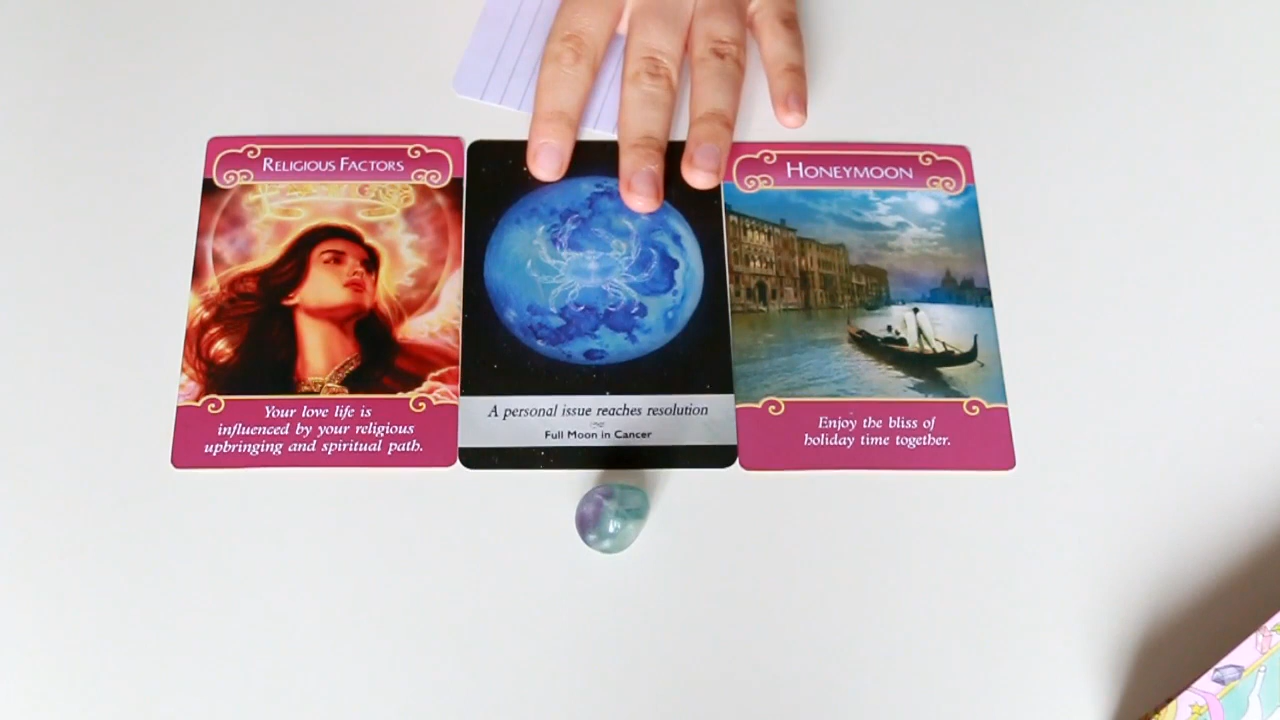 RELIGIOUS FACTORS
Your love life is
influenced by your religious
upbringing and spiritual path.
A personal issue reaches resolution
Full Moon in Cancer
HONEYMOON
Enjoy the bliss of
holiday time together.